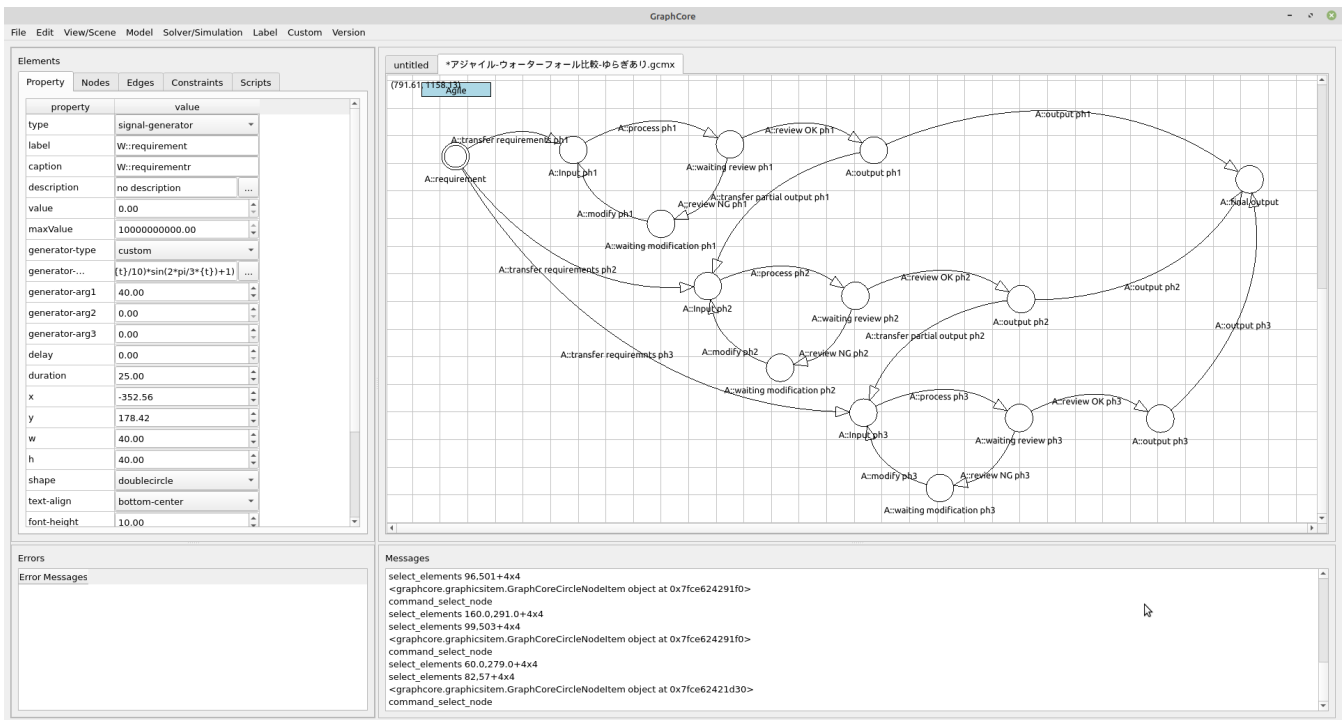 GraphCore
File Edit View/Scene Model Solver/Simulation Label Custom Version
Elements
Property Nodes Edges Constraints Scripts
property value
type signal-generator
label W::requirement
caption W::requirementr
description no description ...
value 0.00
maxValue 10000000000.00
generator-type custom
generator-... {t}/10)*sin(2*pi/3*{t})+1) ...
generator-arg1 40.00
generator-arg2 0.00
generator-arg3 0.00
delay 0.00
duration 25.00
x -352.56
y 178.42
w 40.00
h 40.00
shape doublecircle
text-align bottom-center
font-height 10.00
untitled *アジャイル-ウォーターフォール比較-ゆらぎあり.gcmx
(791.61, 1158.13)
Agile
A::output ph1
A::process ph1
A::review OK ph1
A::transfer requirements ph1
A::waiting review ph1
A::requirement
A::Input ph1
A::output ph1
A::transfer partial output ph1
A::review NG ph1
A::final output
A::modify ph1
A::waiting modification ph1
A::transfer requirements ph2
A::process ph2
A::review OK ph2
A::output ph2
A::Input ph2
A::waiting review ph2
A::output ph2
A::output ph3
A::transfer partial output ph2
A::transfer requiremnts ph3
A::modify ph2
A::review NG ph2
A::waiting modification ph2
A::process ph3
A::review OK ph3
A::Input ph3
A::waiting review ph3
A::output ph3
A::modify ph3
A::review NG ph3
A::waiting modification ph3
Errors
Error Messages
Messages
select_elements 96,501+4x4
<graphcore.graphicsitem.GraphCoreCircleNodeItem object at 0x7fce624291f0>
command_select_node
select_elements 160.0,291.0+4x4
select_elements 99,503+4x4
<graphcore.graphicsitem.GraphCoreCircleNodeItem object at 0x7fce624291f0>
command_select_node
select_elements 60.0,279.0+4x4
select_elements 82,57+4x4
<graphcore.graphicsitem.GraphCoreCircleNodeItem object at 0x7fce62421d30>
command_select_node